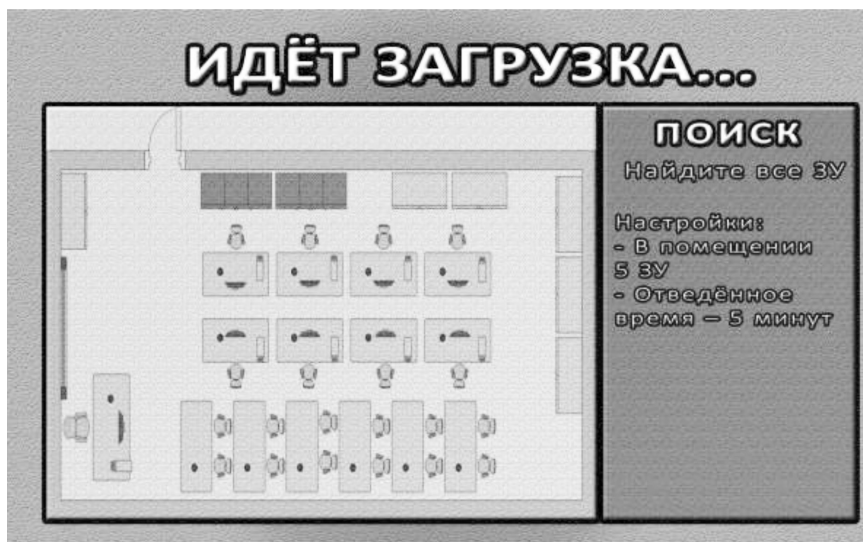 ИДЁТ ЗАГРУЗКА...
ПОИСК
Найдите все ЗУ
Настройки:
- В помещении
5 ЗУ
- Отведённое
время — 5 минут